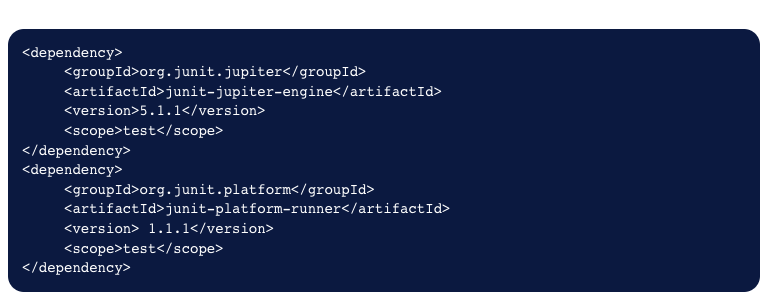 <dependency>
     <groupId>org.junit.jupiter</groupId>
     <artifactId>junit-jupiter-engine</artifactId>
     <version>5.1.1</version>
     <scope>test</scope>
</dependency>
<dependency>
     <groupId>org.junit.platform</groupId>
     <artifactId>junit-platform-runner</artifactId>
     <version> 1.1.1</version>
     <scope>test</scope>
</dependency>